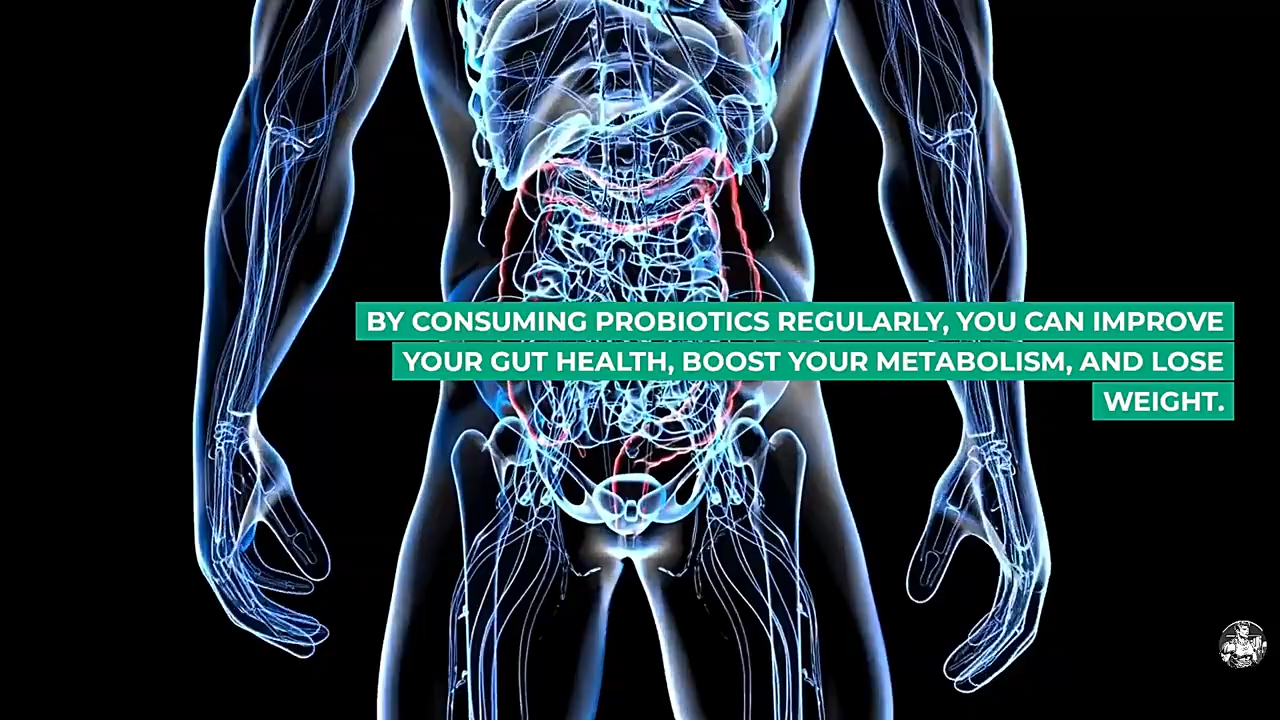 BY CONSUMING PROBIOTICS REGULARLY, YOU CAN IMPROVE
YOUR GUT HEALTH, BOOST YOUR METABOLISM, AND LOSE
WEIGHT.